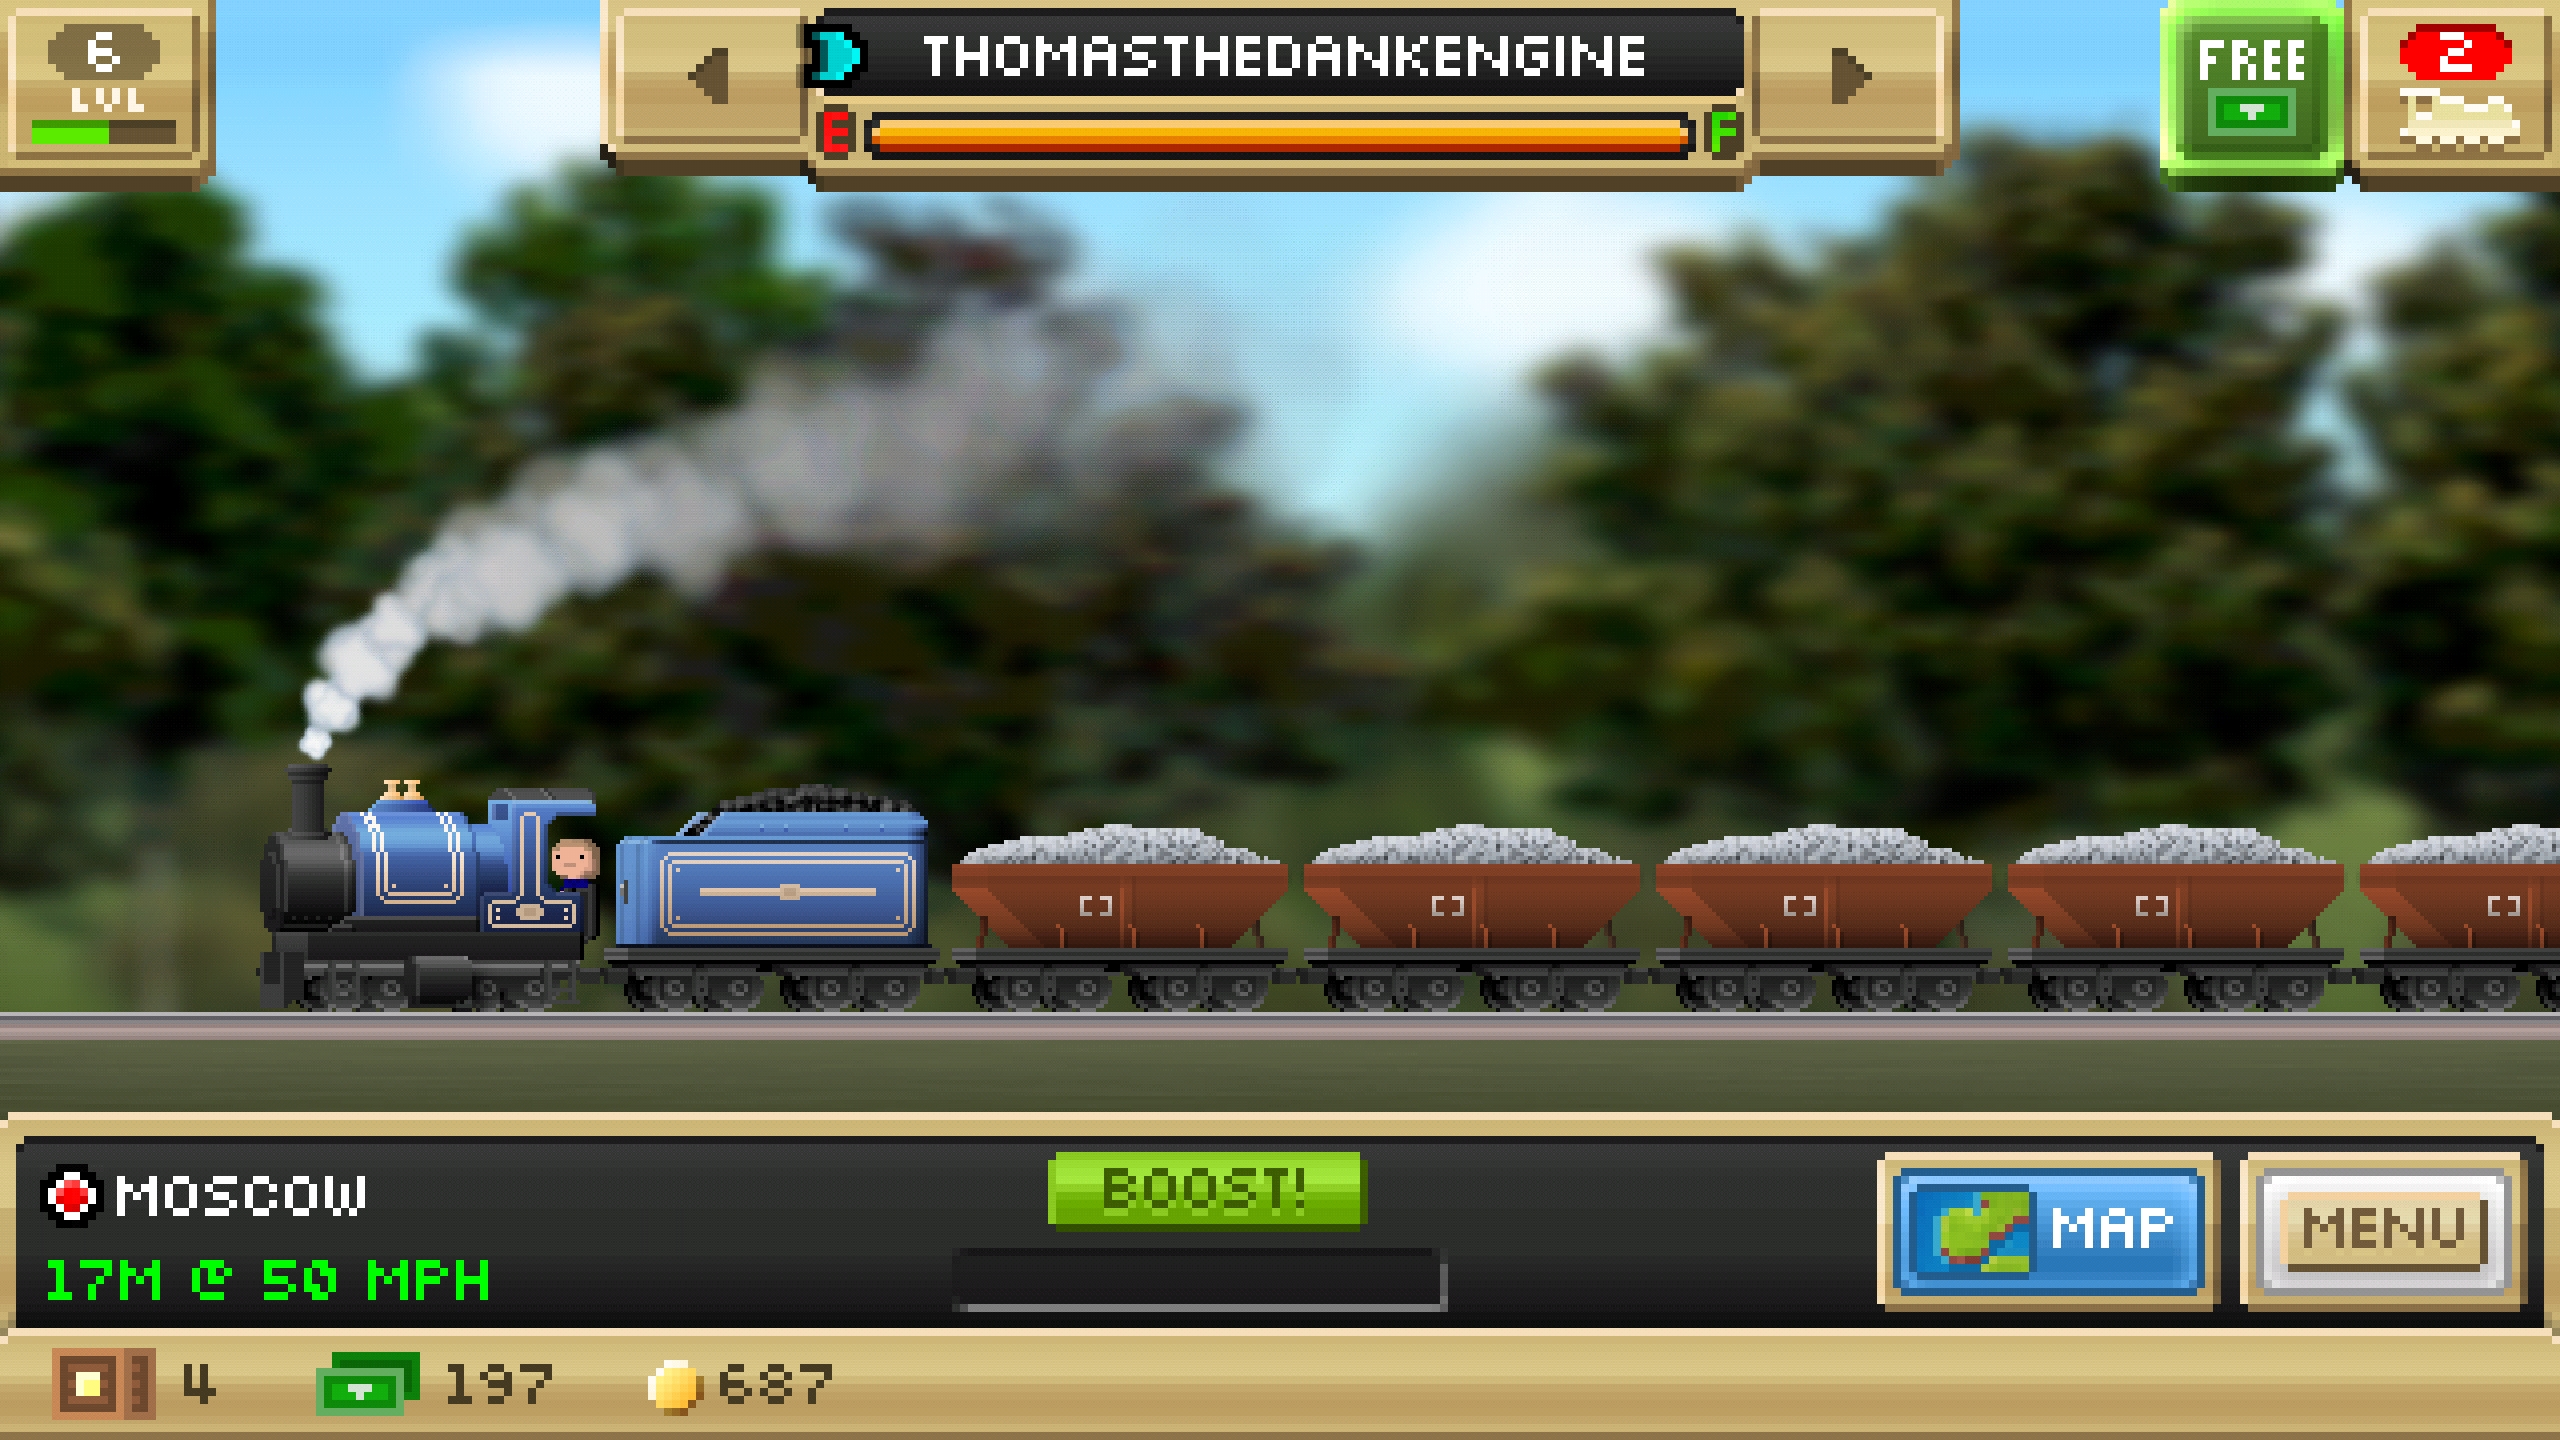 6
LVL
THOMASTHEDANKENGINE
E F
FREE
2
MOSCOW
17M @ 50 MPH
BOOST!
MAP
MENU
4 197 687